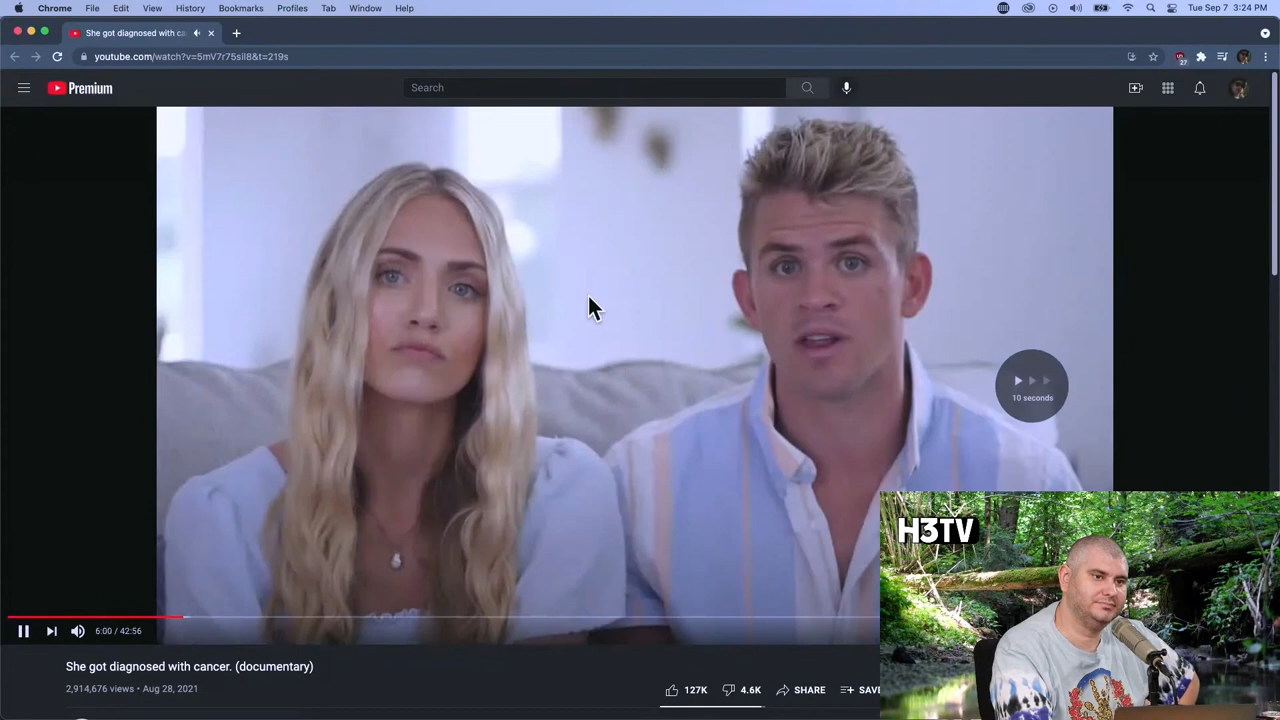 Chrome File Edit View History Bookmarks Profiles Tab Window Help Tue Sep 7 3:24 PM
She got diagnosed with ca
youtube.com/watch?v=5mV7r75sil8&t=219s
27
Premium Search
10 seconds
H3TV
6:00 / 42:56
She got diagnosed with cancer. (documentary)
2,914,676 views • Aug 28, 2021 127K 4.6K SHARE SAVE